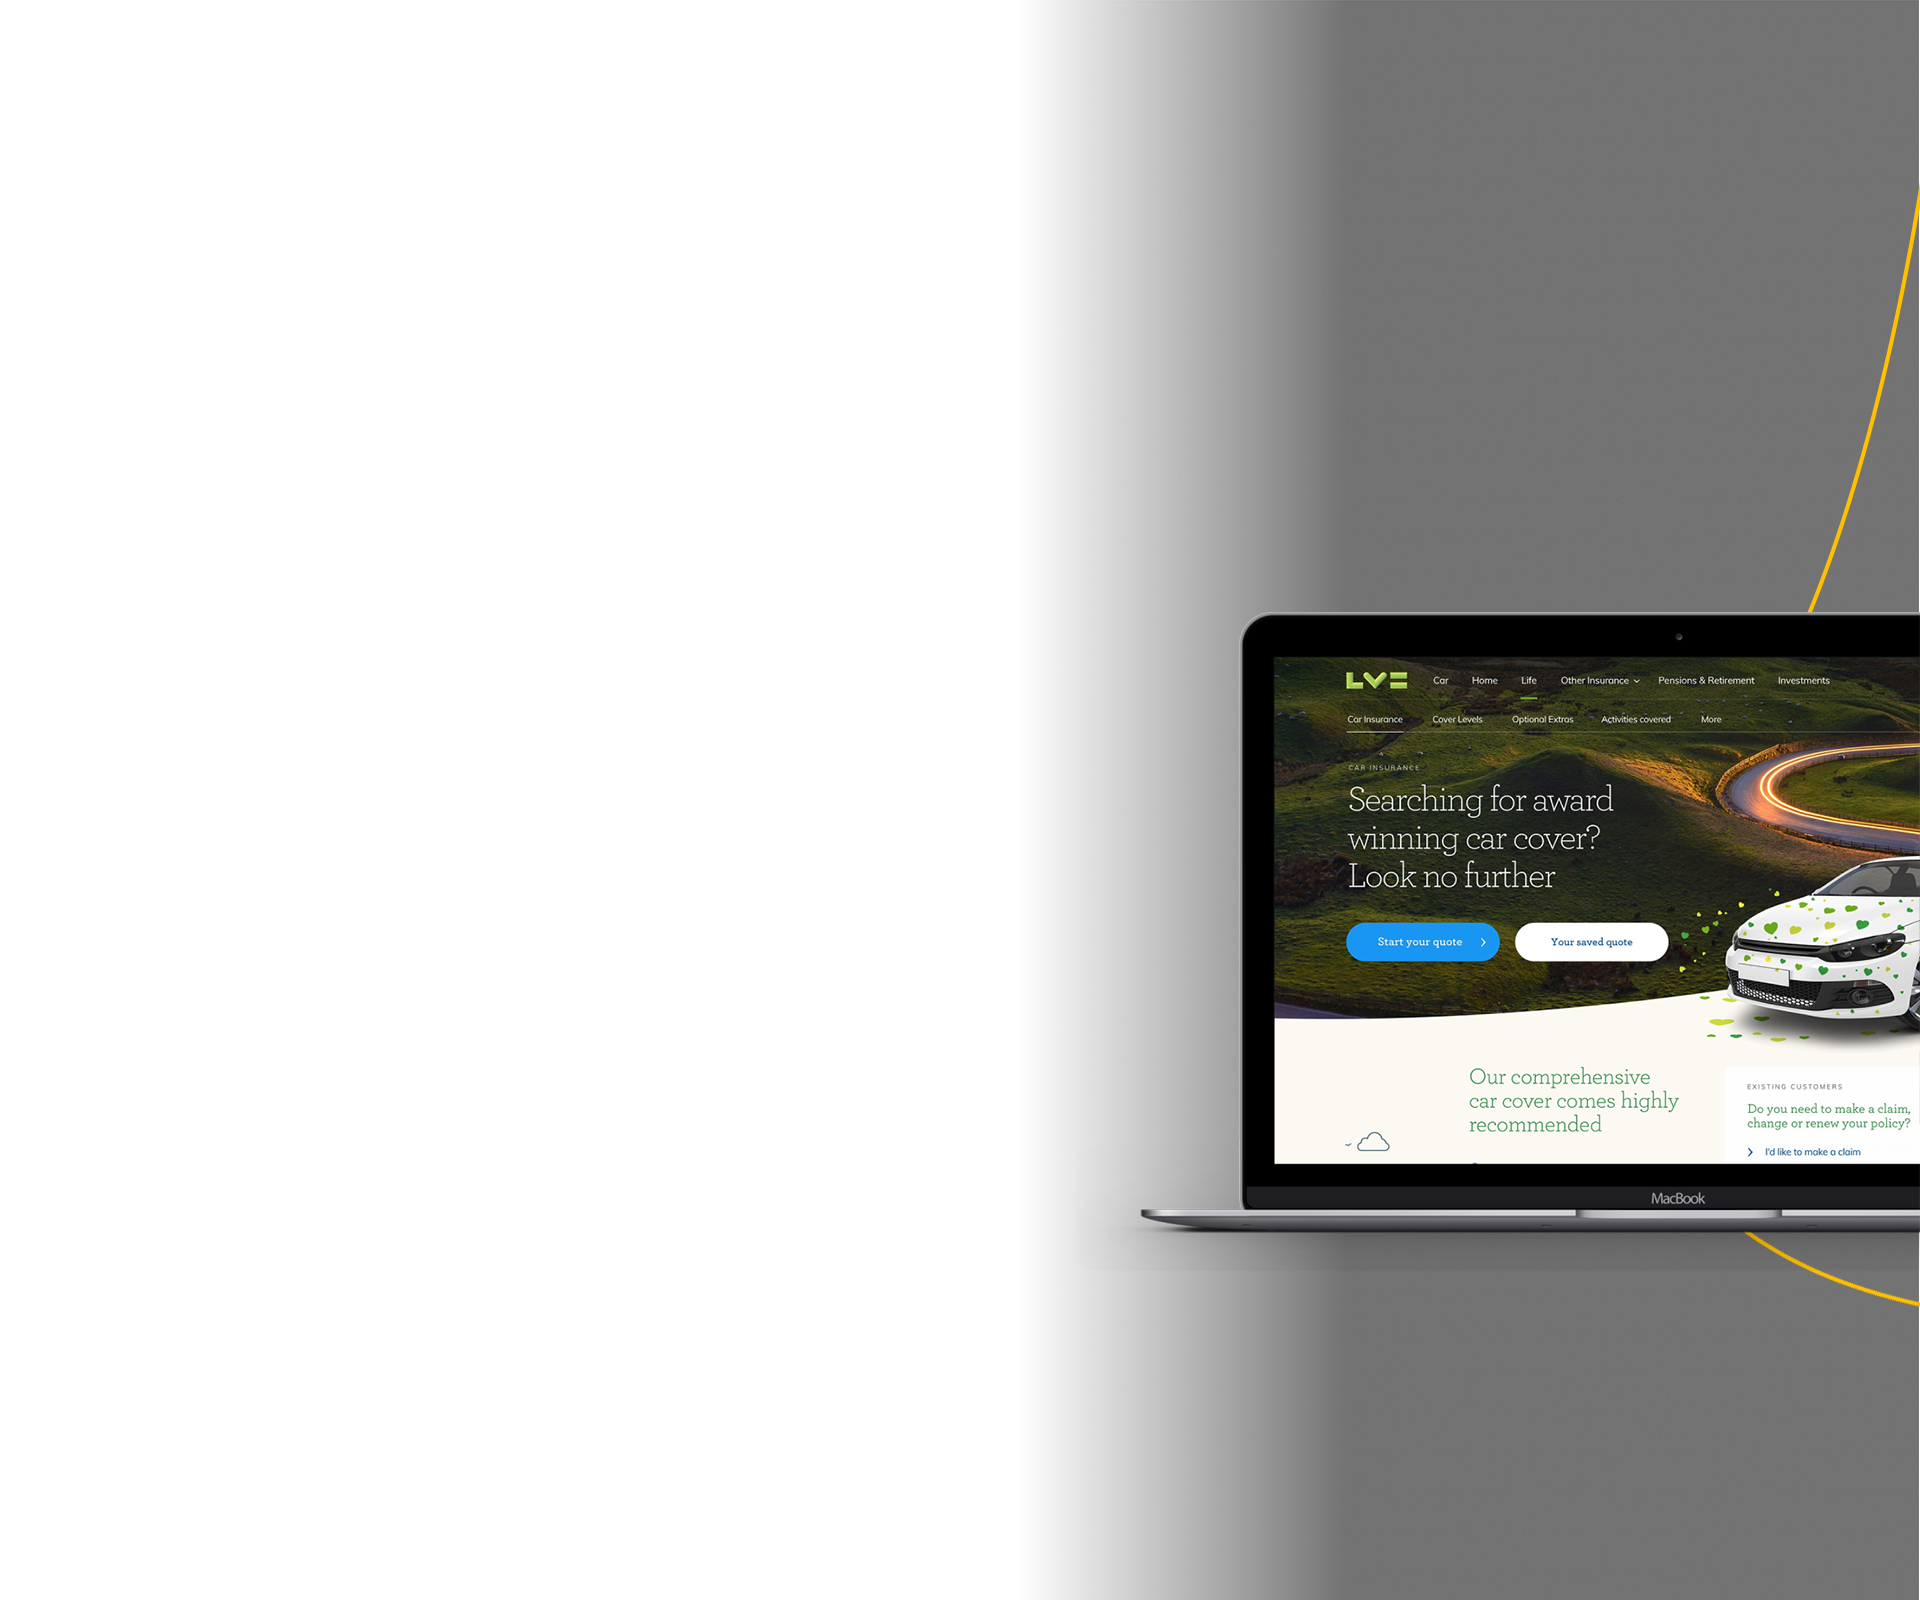 LV=
Car Home Life Other Insurance Pensions & Retirement Investments
Car Insurance Cover Levels Optional Extras Activities covered More
CAR INSURANCE
Searching for award
winning car cover?
Look no further
Start your quote
Your saved quote
Our comprehensive
car cover comes highly
recommended
EXISTING CUSTOMERS
Do you need to make a claim,
change or renew your policy?
I'd like to make a claim
MacBook